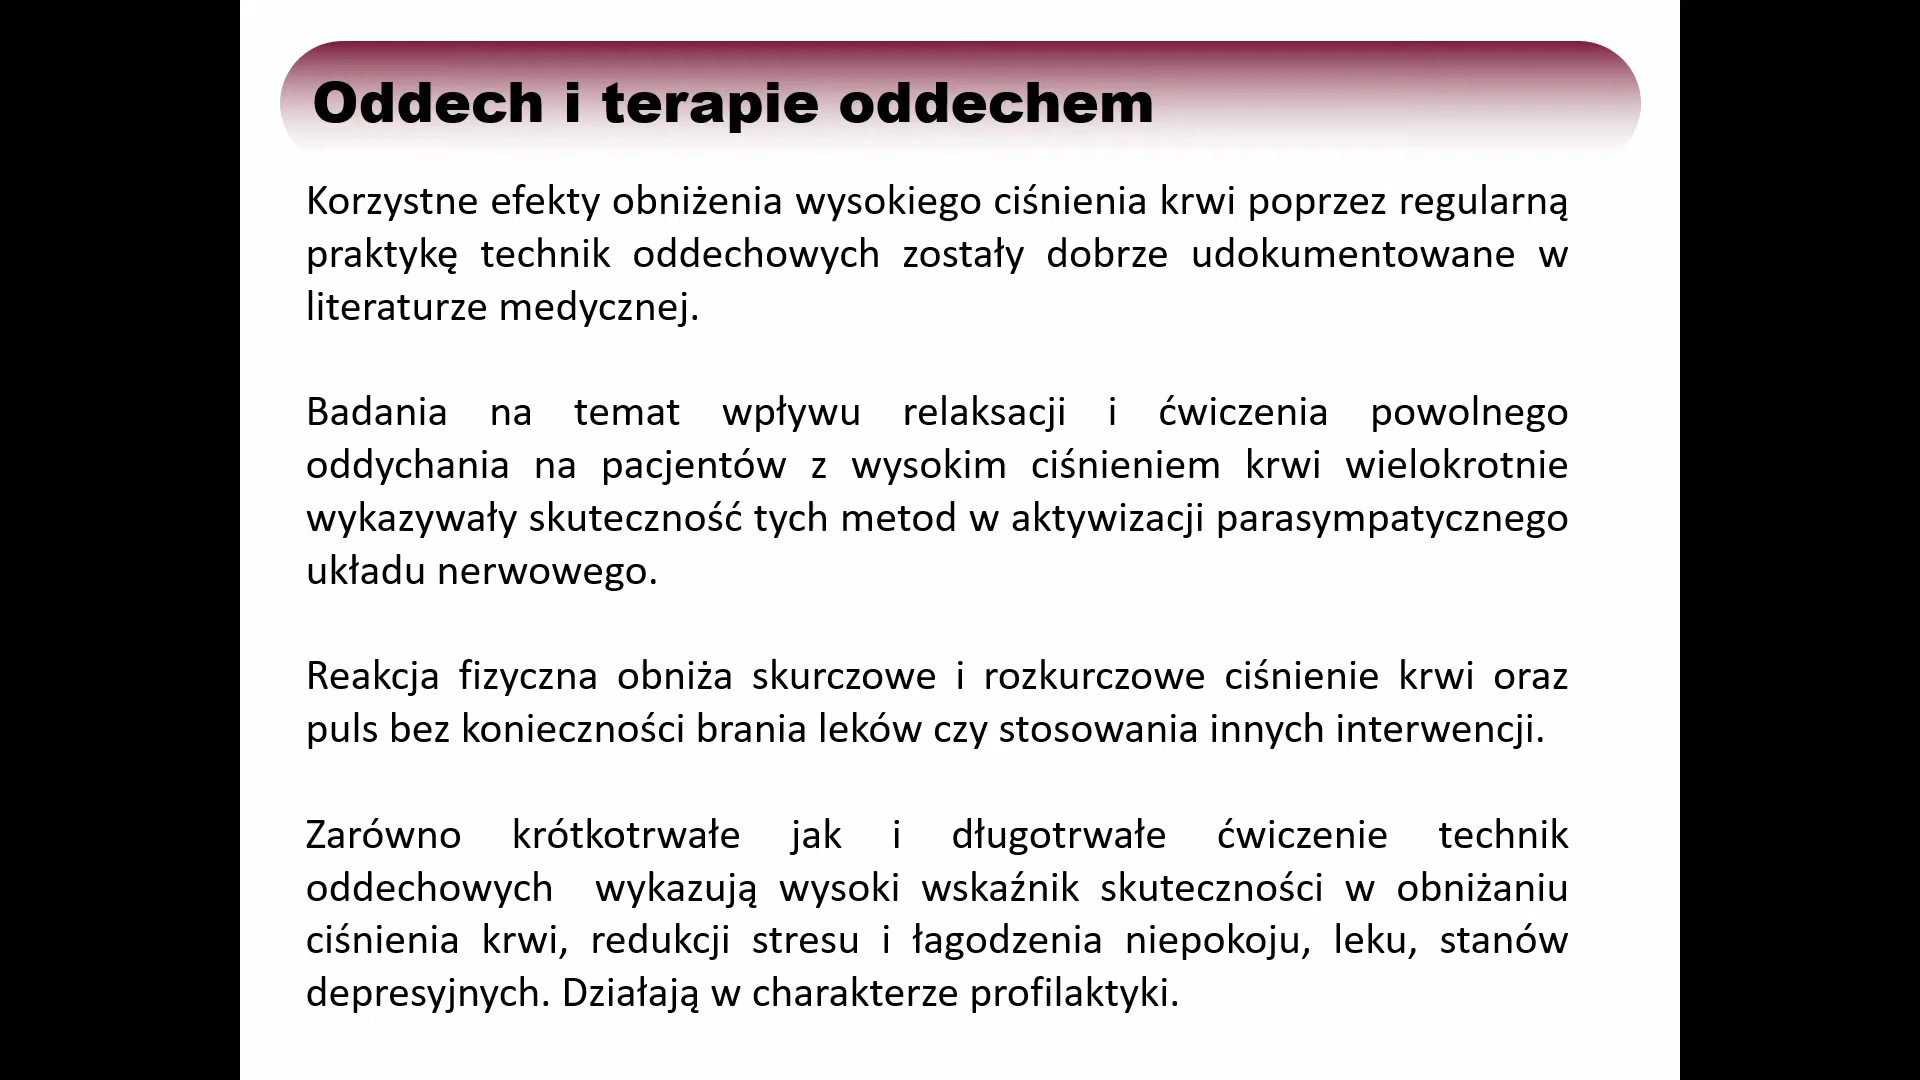 Oddech i terapie oddechem
Korzystne efekty obniżenia wysokiego ciśnienia krwi poprzez regularną
praktykę technik oddechowych zostały dobrze udokumentowane w
literaturze medycznej.
Badania na temat wpływu relaksacji i ćwiczenia powolnego
oddychania na pacjentów z wysokim ciśnieniem krwi wielokrotnie
wykazywały skuteczność tych metod w aktywizacji parasympatycznego
układu nerwowego.
Reakcja fizyczna obniża skurczowe i rozkurczowe ciśnienie krwi oraz
puls bez konieczności brania leków czy stosowania innych interwencji.
Zarówno krótkotrwałe jak i długotrwałe ćwiczenie technik
oddechowych wykazują wysoki wskaźnik skuteczności w obniżaniu
ciśnienia krwi, redukcji stresu i łagodzenia niepokoju, leku, stanów
depresyjnych. Działają w charakterze profilaktyki.